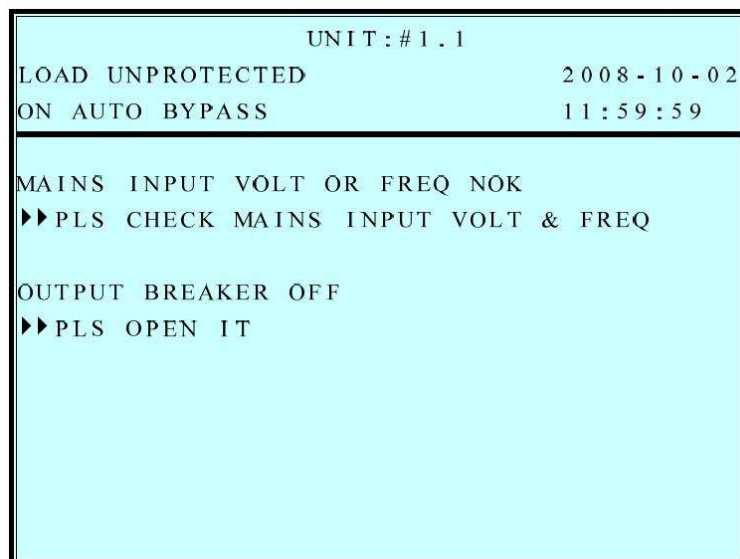 UNIT:#1.1
LOAD UNPROTECTED 2008-10-02
ON AUTO BYPASS 11:59:59
MAINS INPUT VOLT OR FREQ NOK
▶▶PLS CHECK MAINS INPUT VOLT & FREQ
OUTPUT BREAKER OFF
▶▶PLS OPEN IT